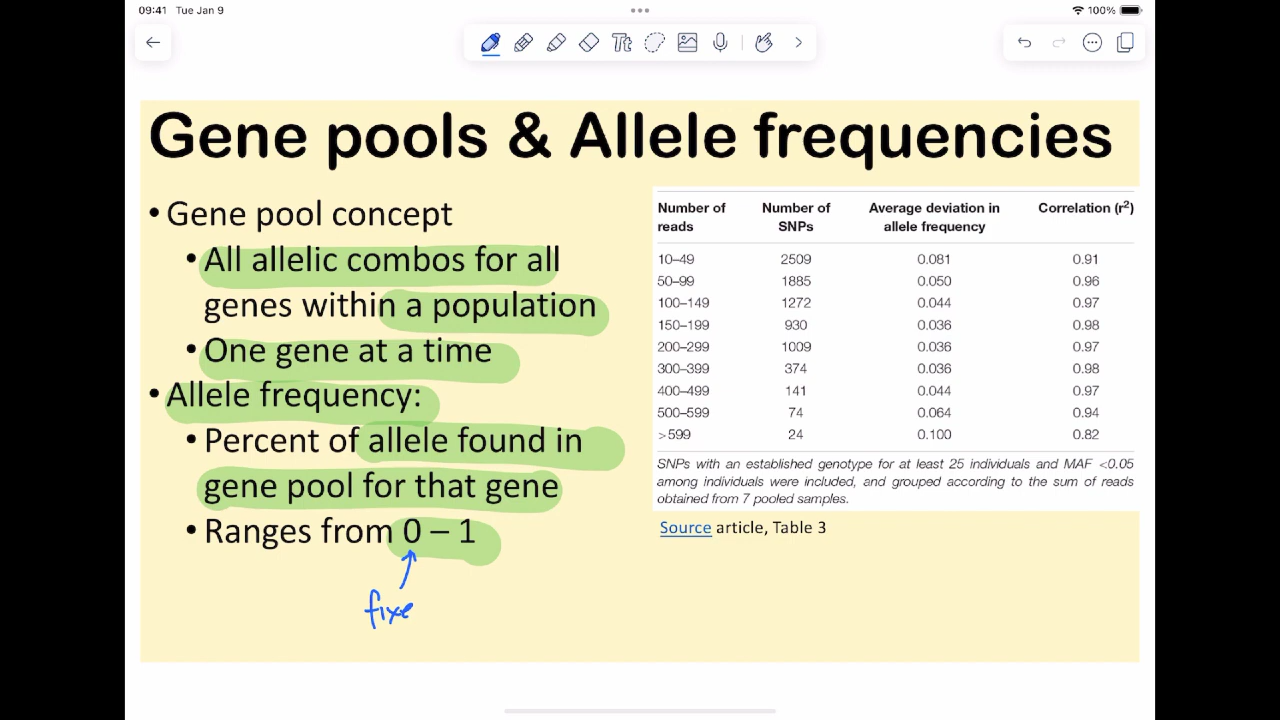 09:41 Tue Jan 9
100%
Tt
Gene pools & Allele frequencies
• Gene pool concept
• All allelic combos for all
genes within a population
• One gene at a time
• Allele frequency:
• Percent of allele found in
gene pool for that gene
• Ranges from 0 – 1
fixe
Number of Number of Average deviation in Correlation (r²)
reads SNPs allele frequency
10–49 2509 0.081 0.91
50–99 1885 0.050 0.96
100–149 1272 0.044 0.97
150–199 930 0.036 0.98
200–299 1009 0.036 0.97
300–399 374 0.036 0.98
400–499 141 0.044 0.97
500–599 74 0.064 0.94
>599 24 0.100 0.82
SNPs with an established genotype for at least 25 individuals and MAF <0.05
among individuals were included, and grouped according to the sum of reads
obtained from 7 pooled samples.
Source article, Table 3